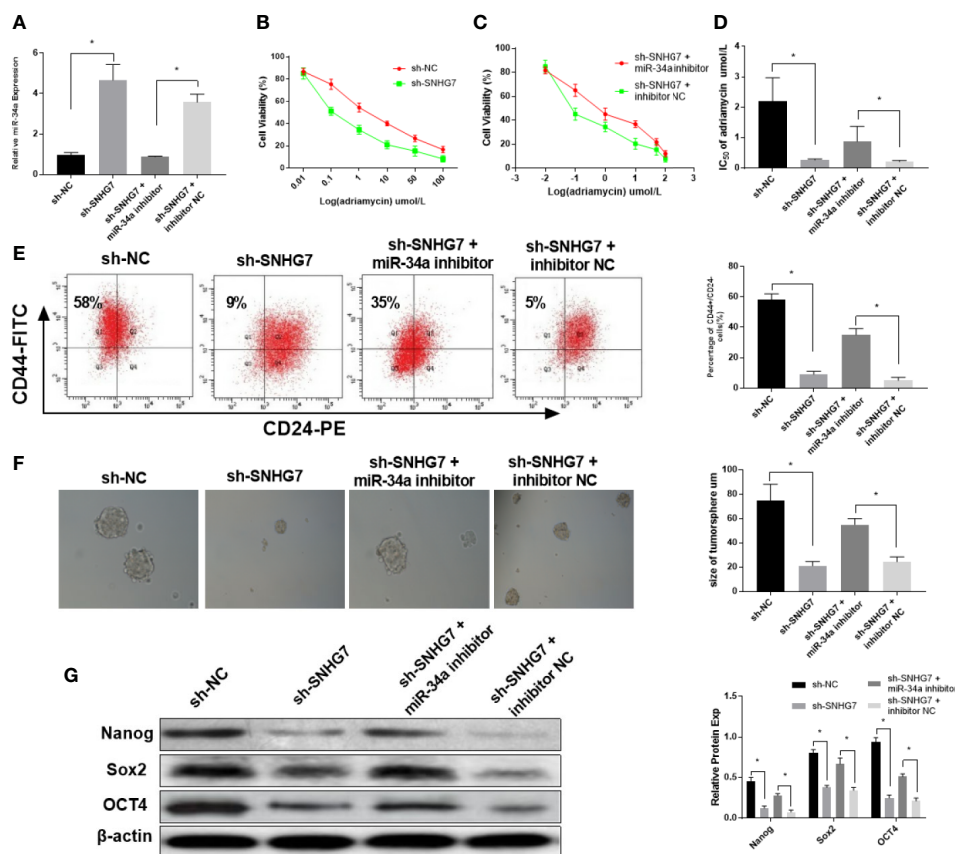 A
Relative miR-34a Expression
6
4
2
0
*
*
sh-NC
sh-SNHG7
sh-SNHG7 +
miR-34a inhibitor
sh-SNHG7 +
inhibitor NC
B
Cell Viability (%)
100
80
60
40
20
0
sh-NC
sh-SNHG7
0.01
0.1
1
10
50
100
Log(adriamycin) umol/L
C
Cell Viability (%)
100
80
60
40
20
0
sh-SNHG7 +
miR-34a inhibitor
sh-SNHG7 +
inhibitor NC
-2
-1
0
1
2
3
Log(adriamycin) umol/L
D
IC50 of adriamycin umol/L
4
3
2
1
0
*
*
sh-NC
sh-SNHG7
sh-SNHG7 +
miR-34a inhibitor
sh-SNHG7 +
inhibitor NC
E
sh-NC
sh-SNHG7
sh-SNHG7 +
miR-34a inhibitor
sh-SNHG7 +
inhibitor NC
58%
9%
35%
5%
CD44-FITC
CD24-PE
Percentage of CD44+/CD24-
cells(%)
80
60
40
20
0
*
*
sh-NC
sh-SNHG7
sh-SNHG7 +
miR-34a inhibitor
sh-SNHG7 +
inhibitor NC
F
sh-NC
sh-SNHG7
sh-SNHG7 +
miR-34a inhibitor
sh-SNHG7 +
inhibitor NC
size of tumorsphere um
100
80
60
40
20
0
*
*
sh-NC
sh-SNHG7
sh-SNHG7 +
miR-34a inhibitor
sh-SNHG7 +
inhibitor NC
G
sh-NC
sh-SNHG7
sh-SNHG7 +
miR-34a inhibitor
sh-SNHG7 +
inhibitor NC
Nanog
Sox2
OCT4
β-actin
sh-NC
sh-SNHG7
sh-SNHG7 +
miR-34a inhibitor
sh-SNHG7 +
inhibitor NC
Relative Protein Exp
1.5
1.0
0.5
0.0
*
*
*
*
*
*
Nanog
Sox2
OCT4